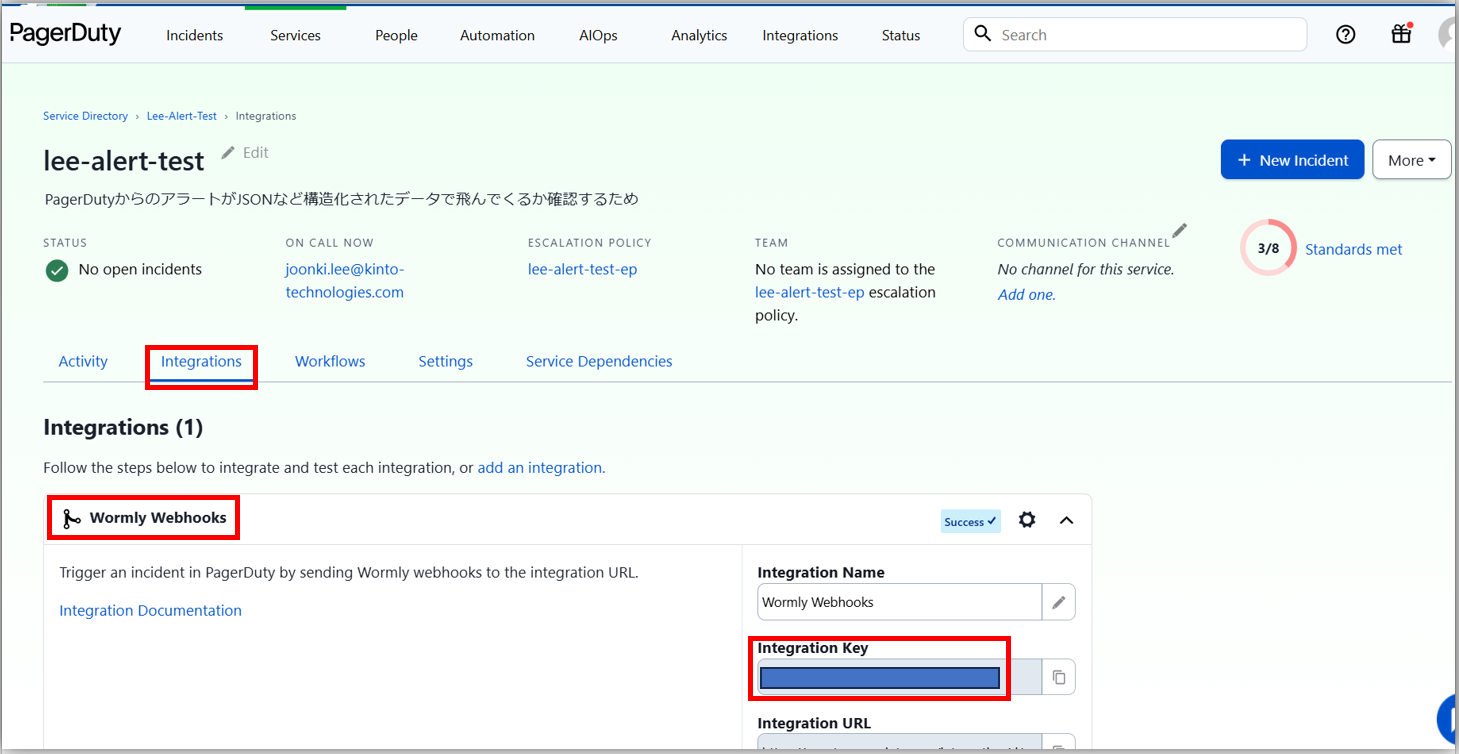 PagerDuty
Incidents Services People Automation AIOps Analytics Integrations Status Search
Service Directory › Lee-Alert-Test › Integrations
lee-alert-test Edit
+ New Incident More
PagerDutyからのアラートがJSONなど構造化されたデータで飛んでくるか確認するため
STATUS
No open incidents
ON CALL NOW
joonki.lee@kinto-
technologies.com
ESCALATION POLICY
lee-alert-test-ep
TEAM
No team is assigned to the
lee-alert-test-ep escalation
policy.
COMMUNICATION CHANNEL
No channel for this service.
Add one.
3/8 Standards met
Activity Integrations Workflows Settings Service Dependencies
Integrations (1)
Follow the steps below to integrate and test each integration, or add an integration.
Wormly Webhooks
Success
Trigger an incident in PagerDuty by sending Wormly webhooks to the integration URL.
Integration Documentation
Integration Name
Wormly Webhooks
Integration Key
Integration URL